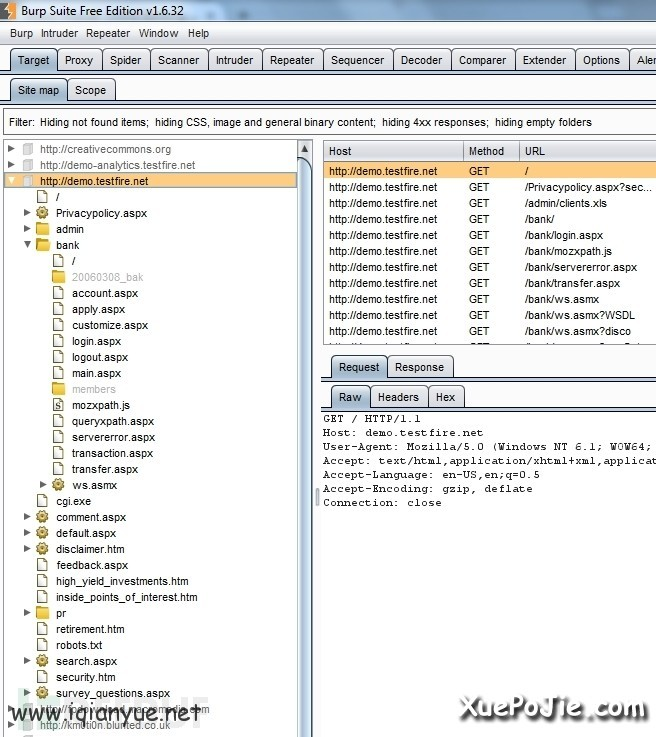 Burp Suite Free Edition v1.6.32
Burp Intruder Repeater Window Help
Target Proxy Spider Scanner Intruder Repeater Sequencer Decoder Comparer Extender Options Aler
Site map Scope
Filter: Hiding not found items; hiding CSS, image and general binary content; hiding 4xx responses; hiding empty folders
http://creativecommons.org
http://demo-analytics.testfire.net
http://demo.testfire.net
/
Privacypolicy.aspx
admin
bank
/
20060308_bak
account.aspx
apply.aspx
customize.aspx
login.aspx
logout.aspx
main.aspx
members
mozxpath.js
queryxpath.aspx
servererror.aspx
transaction.aspx
transfer.aspx
ws.asmx
cgi.exe
comment.aspx
default.aspx
disclaimer.htm
feedback.aspx
high_yield_investments.htm
inside_points_of_interest.htm
pr
retirement.htm
robots.txt
search.aspx
security.htm
survey_questions.aspx
http://fpdownload.macromedia.com
http://kmoti0n.blunted.co.uk
www.iqianyue.net
Host Method URL
http://demo.testfire.net GET /
http://demo.testfire.net GET /Privacypolicy.aspx?sec...
http://demo.testfire.net GET /admin/clients.xls
http://demo.testfire.net GET /bank/
http://demo.testfire.net GET /bank/login.aspx
http://demo.testfire.net GET /bank/mozxpath.js
http://demo.testfire.net GET /bank/servererror.aspx
http://demo.testfire.net GET /bank/transfer.aspx
http://demo.testfire.net GET /bank/ws.asmx
http://demo.testfire.net GET /bank/ws.asmx?WSDL
http://demo.testfire.net GET /bank/ws.asmx?disco
Request Response
Raw Headers Hex
GET / HTTP/1.1
Host: demo.testfire.net
User-Agent: Mozilla/5.0 (Windows NT 6.1; WOW64;
Accept: text/html,application/xhtml+xml,applicat
Accept-Language: en-US,en;q=0.5
Accept-Encoding: gzip, deflate
Connection: close
XuePoJie.com